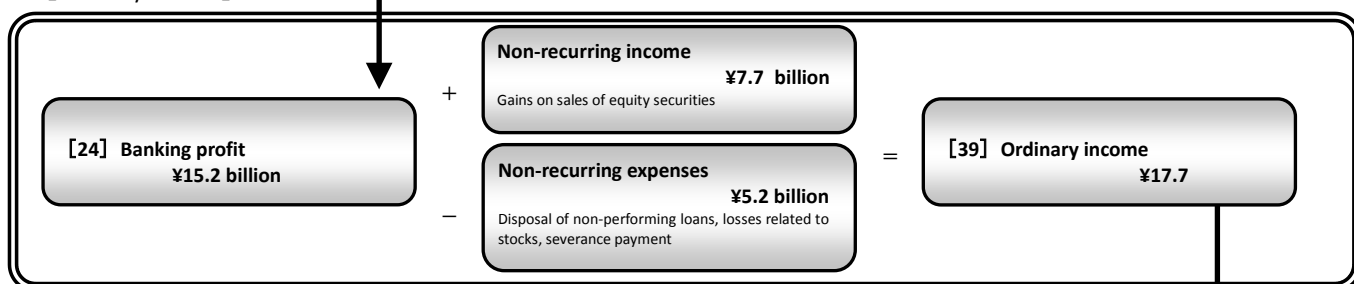 +
Non-recurring income
¥7.7 billion
Gains on sales of equity securities
［24］ Banking profit
¥15.2 billion
=
［39］ Ordinary income
¥17.7
−
Non-recurring expenses
¥5.2 billion
Disposal of non-performing loans, losses related to
stocks, severance payment